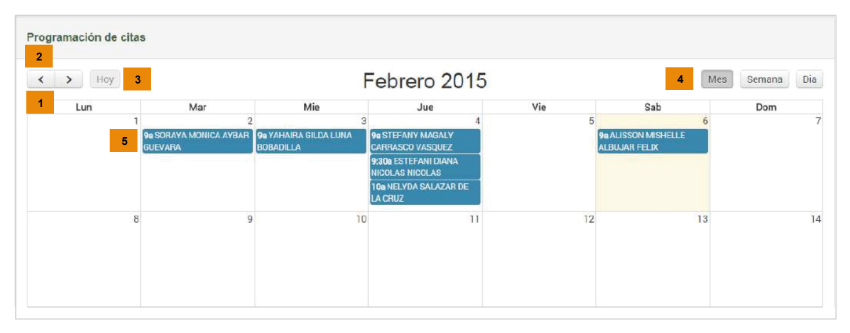 Programación de citas
2
< > Hoy 3 Febrero 2015 4 Mes Semana Dia
1 Lun Mar Mie Jue Vie Sab Dom
1 2 3 4 5 6 7
5 9a SORAYA MONICA AYBAR GUEVARA
9a YAHAIRA GILDA LUNA BOBADILLA
9a STEFANY MAGALY CARRASCO VASQUEZ
9:30a ESTEFANI DIANA NICOLAS NICOLAS
10a NELYDA SALAZAR DE LA CRUZ
9a ALISSON MISHELLE ALBUJAR FELIX
8 9 10 11 12 13 14